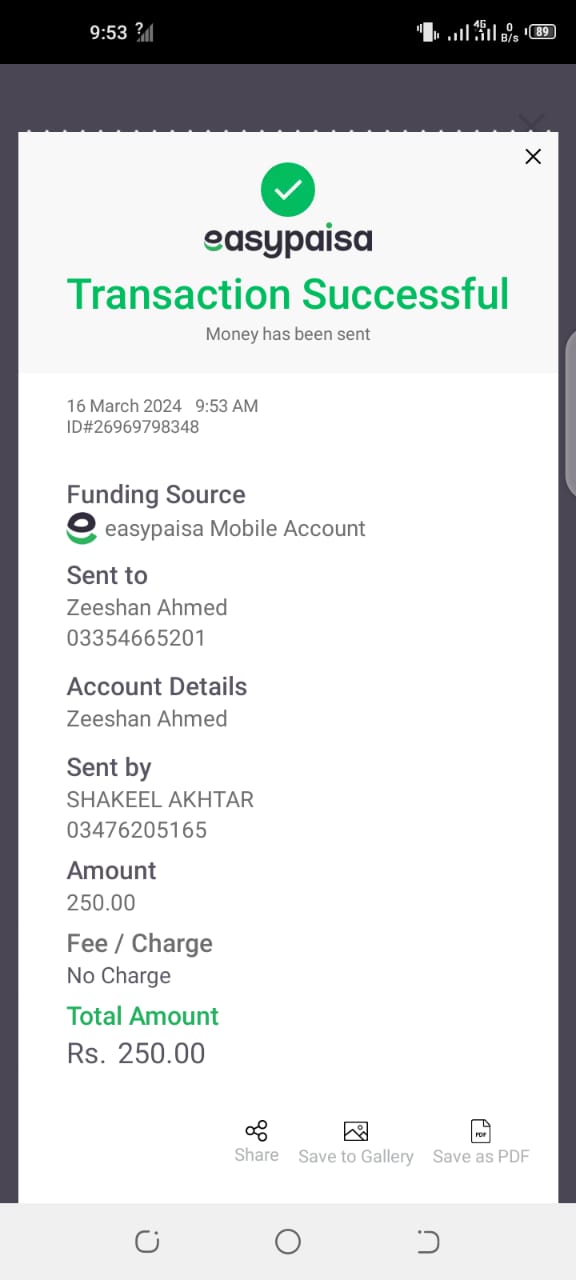 9:53 ?
4G 0 B/s 89
easypaisa
Transaction Successful
Money has been sent
16 March 2024 9:53 AM
ID#26969798348
Funding Source
easypaisa Mobile Account
Sent to
Zeeshan Ahmed
03354665201
Account Details
Zeeshan Ahmed
Sent by
SHAKEEL AKHTAR
03476205165
Amount
250.00
Fee / Charge
No Charge
Total Amount
Rs. 250.00
PDF
Share Save to Gallery Save as PDF